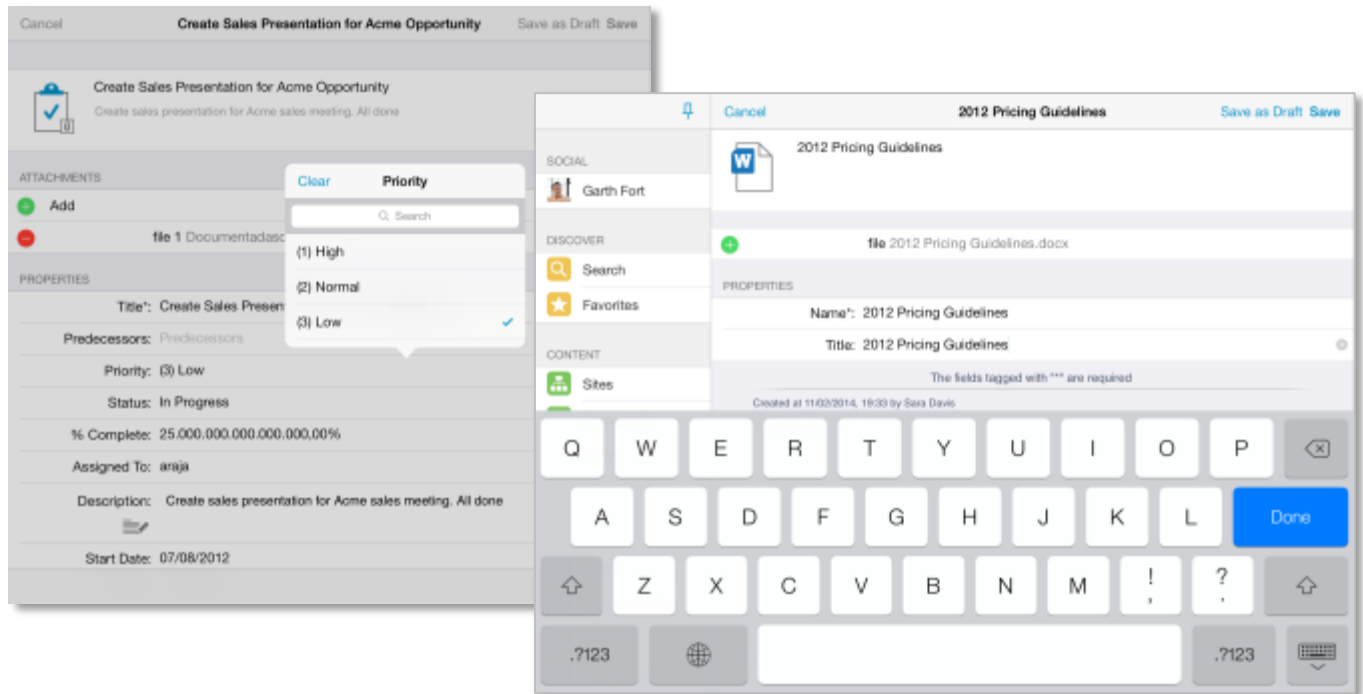 Cancel Create Sales Presentation for Acme Opportunity Save as Draft Save
Create Sales Presentation for Acme Opportunity
Create sales presentation for Acme sales meeting. All done
ATTACHMENTS
Add
file 1 Documentadasc
PROPERTIES
Title*: Create Sales Presen
Predecessors: Predecessors
Priority: (3) Low
Status: In Progress
% Complete: 25.000.000.000.000.000,00%
Assigned To: araja
Description: Create sales presentation for Acme sales meeting. All done
Start Date: 07/08/2012
Clear Priority
Search
(1) High
(2) Normal
(3) Low
Cancel 2012 Pricing Guidelines Save as Draft Save
W
2012 Pricing Guidelines
SOCIAL
Garth Fort
DISCOVER
Search
Favorites
CONTENT
Sites
file 2012 Pricing Guidelines.docx
PROPERTIES
Name*: 2012 Pricing Guidelines
Title: 2012 Pricing Guidelines
The fields tagged with "*" are required
Created at 11/02/2014, 19:33 by Sara Davis
Q W E R T Y U I O P
A S D F G H J K L Done
Z X C V B N M ! , ? .
.?123 .?123